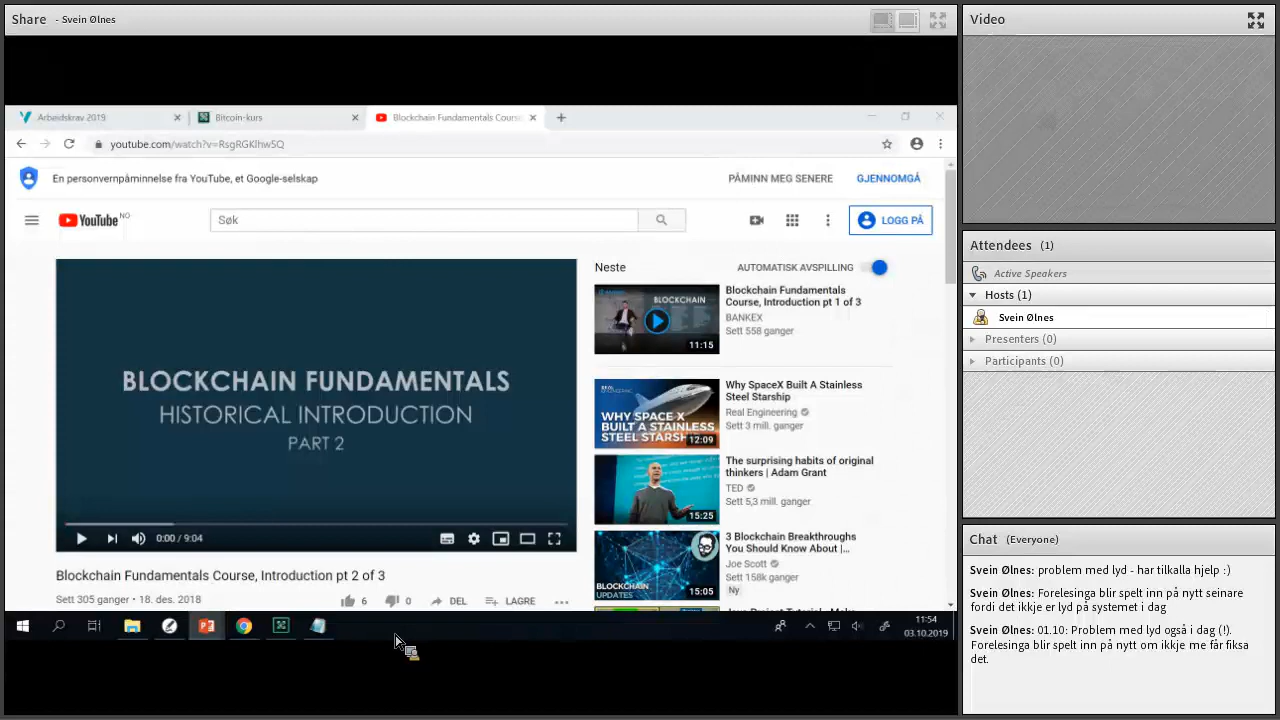 Share - Svein Ølnes
Arbeidskrav 2019
Bitcoin-kurs
Blockchain Fundamentals Course
youtube.com/watch?v=RsgRGKlhw5Q
En personvernpåminnelse fra YouTube, et Google-selskap
PÅMINN MEG SENERE
GJENNOMGÅ
YouTube NO
Søk
LOGG PÅ
BLOCKCHAIN FUNDAMENTALS
HISTORICAL INTRODUCTION
PART 2
0:00 / 9:04
Blockchain Fundamentals Course, Introduction pt 2 of 3
Sett 305 ganger • 18. des. 2018
6
0
DEL
LAGRE
Neste
AUTOMATISK AVSPILLING
BLOCKCHAIN
11:15
Blockchain Fundamentals
Course, Introduction pt 1 of 3
BANKEX
Sett 558 ganger
REAL
ENGINEERING
WHY SPACE X
BUILT A STAINLESS
STEEL STARSHIP
12:09
Why SpaceX Built A Stainless
Steel Starship
Real Engineering
Sett 3 mill. ganger
15:25
The surprising habits of original
thinkers | Adam Grant
TED
Sett 5,3 mill. ganger
BLOCKCHAIN
UPDATES
15:05
3 Blockchain Breakthroughs
You Should Know About |...
Joe Scott
Sett 158k ganger
Ny
11:54
03.10.2019
Video
Attendees (1)
Active Speakers
Hosts (1)
Svein Ølnes
Presenters (0)
Participants (0)
Chat (Everyone)
Svein Ølnes: problem med lyd - har tilkalla hjelp :)
Svein Ølnes: Forelesinga blir spelt inn på nytt seinare
fordi det ikkje er lyd på systemet i dag
Svein Ølnes: 01.10: Problem med lyd også i dag (!).
Forelesinga blir spelt inn på nytt om ikkje me får fiksa
det.